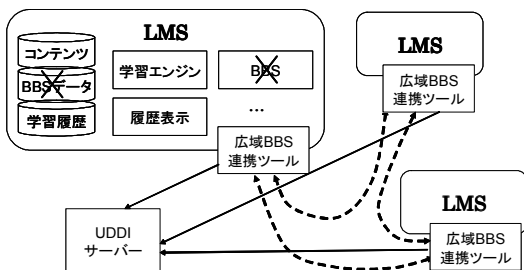 LMS
コンテンツ
BBSデータ
学習履歴
学習エンジン
BBS
履歴表示
…
広域BBS
連携ツール
LMS
広域BBS
連携ツール
LMS
広域BBS
連携ツール
UDDI
サーバー